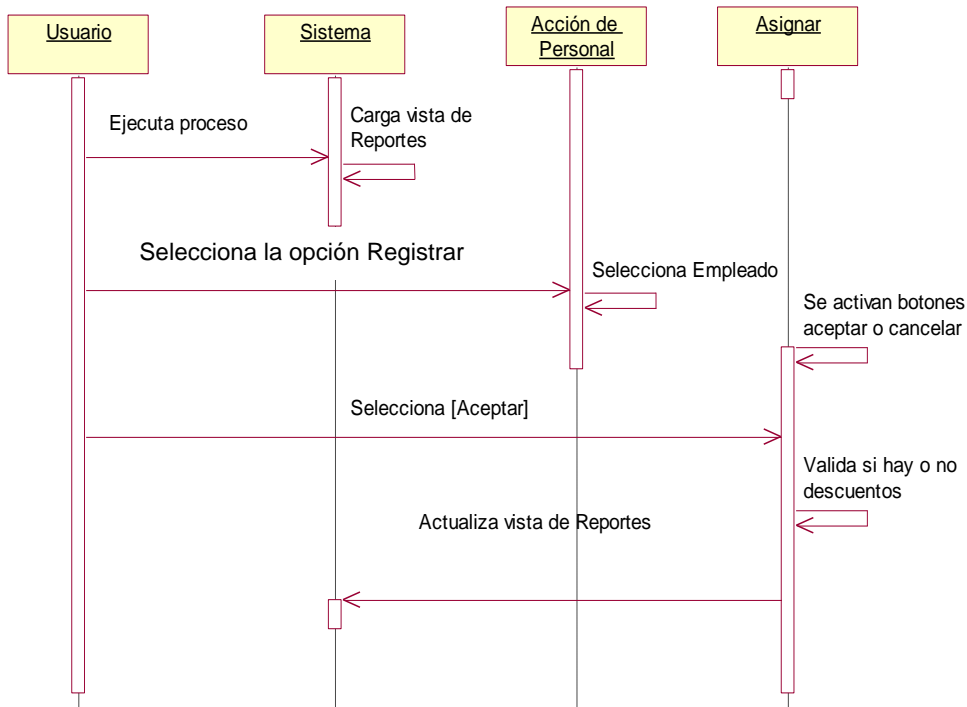 Usuario
Sistema
Acción de
Personal
Asignar
Ejecuta proceso
Carga vista de
Reportes
Selecciona la opción Registrar
Selecciona Empleado
Se activan botones
aceptar o cancelar
Selecciona [Aceptar]
Valida si hay o no
descuentos
Actualiza vista de Reportes